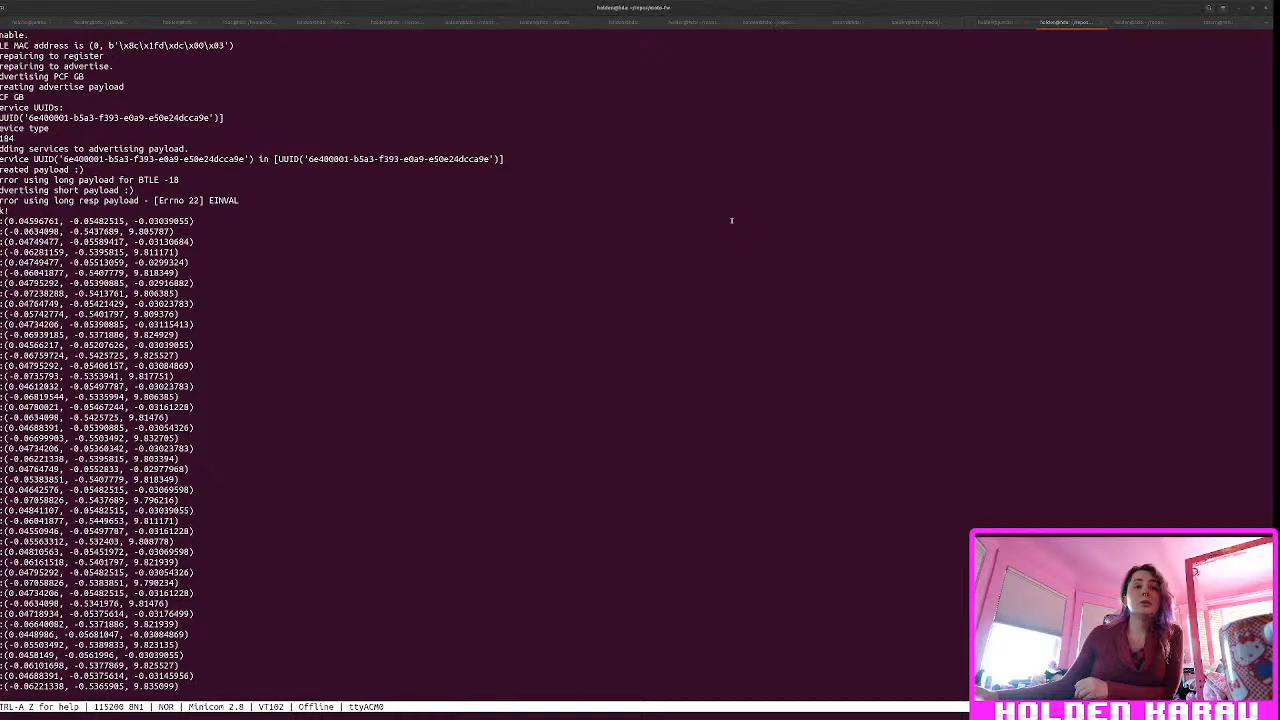 holden@hda: ~/repos/moto-fw
nable.
LE MAC address is (0, b'\x8c\x1fd\xdc\x00\x03')
repairing to register
repairing to advertise.
dvertising PCF GB
reating advertise payload
CF GB
ervice UUIDs:
UUID('6e400001-b5a3-f393-e0a9-e50e24dcca9e')]
evice type
184
dding services to advertising payload.
ervice UUID('6e400001-b5a3-f393-e0a9-e50e24dcca9e') in [UUID('6e400001-b5a3-f393-e0a9-e50e24dcca9e')]
reated payload :)
rror using long payload for BTLE -18
dvertising short payload :)
rror using long resp payload - [Errno 22] EINVAL
k!
:(0.04596761, -0.05482515, -0.03039055)
:(-0.0634098, -0.5437689, 9.805787)
:(0.04749477, -0.05589417, -0.03130684)
:(-0.06281159, -0.5395815, 9.811171)
:(0.04749477, -0.05513059, -0.0299324)
:(-0.06041877, -0.5407779, 9.818349)
:(0.04795292, -0.05390885, -0.02916882)
:(-0.07238288, -0.5413761, 9.806385)
:(0.04764749, -0.05421429, -0.03023783)
:(-0.05742774, -0.5401797, 9.809376)
:(0.04734206, -0.05390885, -0.03115413)
:(-0.06939185, -0.5371886, 9.824929)
:(0.04566217, -0.05207626, -0.03039055)
:(-0.06759724, -0.5425725, 9.825527)
:(0.04795292, -0.05406157, -0.03084869)
:(-0.0735793, -0.5353941, 9.817751)
:(0.04612032, -0.05497787, -0.03023783)
:(-0.06819544, -0.5335994, 9.806385)
:(0.04780021, -0.05467244, -0.03161228)
:(-0.0634098, -0.5425725, 9.81476)
:(0.04688391, -0.05390885, -0.03054326)
:(-0.06699903, -0.5503492, 9.832705)
:(0.04734206, -0.05360342, -0.03023783)
:(-0.06221338, -0.5395815, 9.803394)
:(0.04764749, -0.0552833, -0.02977968)
:(-0.05383851, -0.5407779, 9.818349)
:(0.04642576, -0.05482515, -0.03069598)
:(-0.07058826, -0.5437689, 9.796216)
:(0.04841107, -0.05482515, -0.03054326)
:(-0.06041877, -0.5449653, 9.811171)
:(0.04550946, -0.05497787, -0.03161228)
:(-0.05563312, -0.532403, 9.808778)
:(0.04810563, -0.05451972, -0.03069598)
:(-0.06161518, -0.5401797, 9.821939)
:(0.04795292, -0.05482515, -0.03054326)
:(-0.07058826, -0.5383851, 9.790234)
:(0.04734206, -0.05482515, -0.03161228)
:(-0.0634098, -0.5341976, 9.81476)
:(0.04718934, -0.05375614, -0.03176499)
:(-0.06640082, -0.5371886, 9.821939)
:(0.0448986, -0.05681047, -0.03084869)
:(-0.05503492, -0.5389833, 9.823135)
:(0.0458149, -0.0561996, -0.03039055)
:(-0.06101698, -0.5377869, 9.825527)
:(0.04688391, -0.05375614, -0.03145956)
:(-0.06221338, -0.5365905, 9.835099)
TRL-A Z for help | 115200 8N1 | NOR | Minicom 2.8 | VT102 | Offline | ttyACM0
HOLDEN KARAU